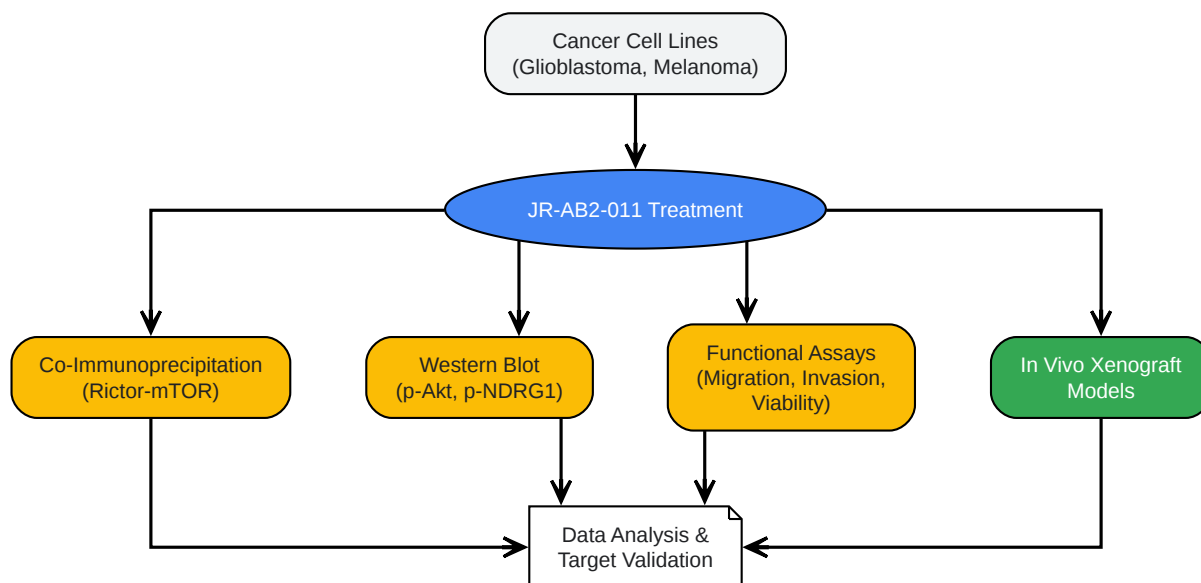 Cancer Cell Lines
(Glioblastoma, Melanoma)
JR-AB2-011 Treatment
Co-Immunoprecipitation
(Rictor-mTOR)
Western Blot
(p-Akt, p-NDRG1)
Functional Assays
(Migration, Invasion,
Viability)
In Vivo Xenograft
Models
Data Analysis &
Target Validation